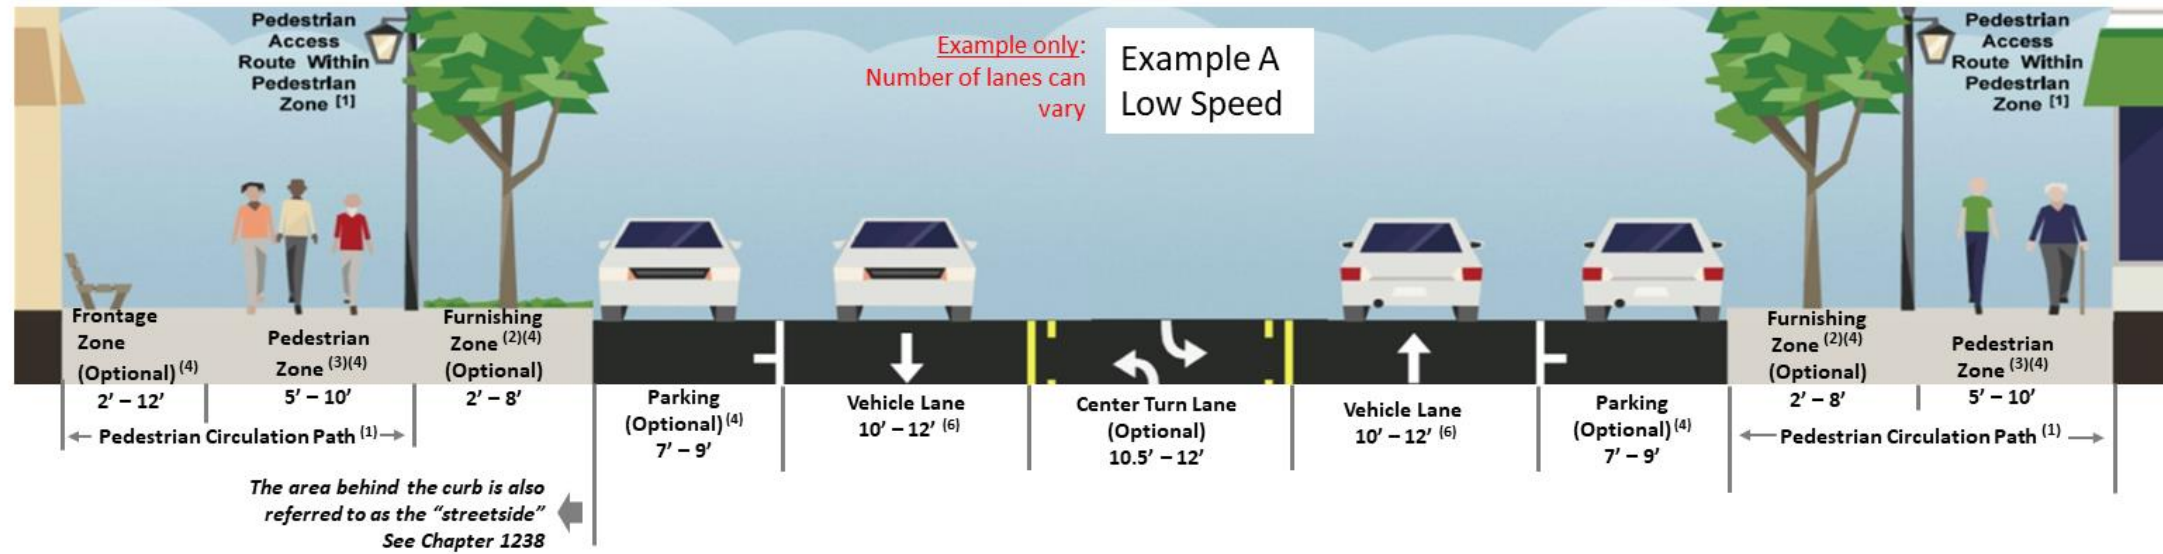 Pedestrian
Access
Route Within
Pedestrian
Zone [1]
Example only:
Number of lanes can
vary
Example A
Low Speed
Pedestrian
Access
Route Within
Pedestrian
Zone [1]
Frontage
Zone
(Optional) (4)
2’ – 12’
Pedestrian
Zone (3)(4)
5’ – 10’
Furnishing
Zone (2)(4)
(Optional)
2’ – 8’
Parking
(Optional) (4)
7’ – 9’
Vehicle Lane
10’ – 12’ (6)
Center Turn Lane
(Optional)
10.5’ – 12’
Vehicle Lane
10’ – 12’ (6)
Parking
(Optional) (4)
7’ – 9’
Furnishing
Zone (2)(4)
(Optional)
2’ – 8’
Pedestrian
Zone (3)(4)
5’ – 10’
Pedestrian Circulation Path (1)
Pedestrian Circulation Path (1)
The area behind the curb is also
referred to as the “streetside”
See Chapter 1238